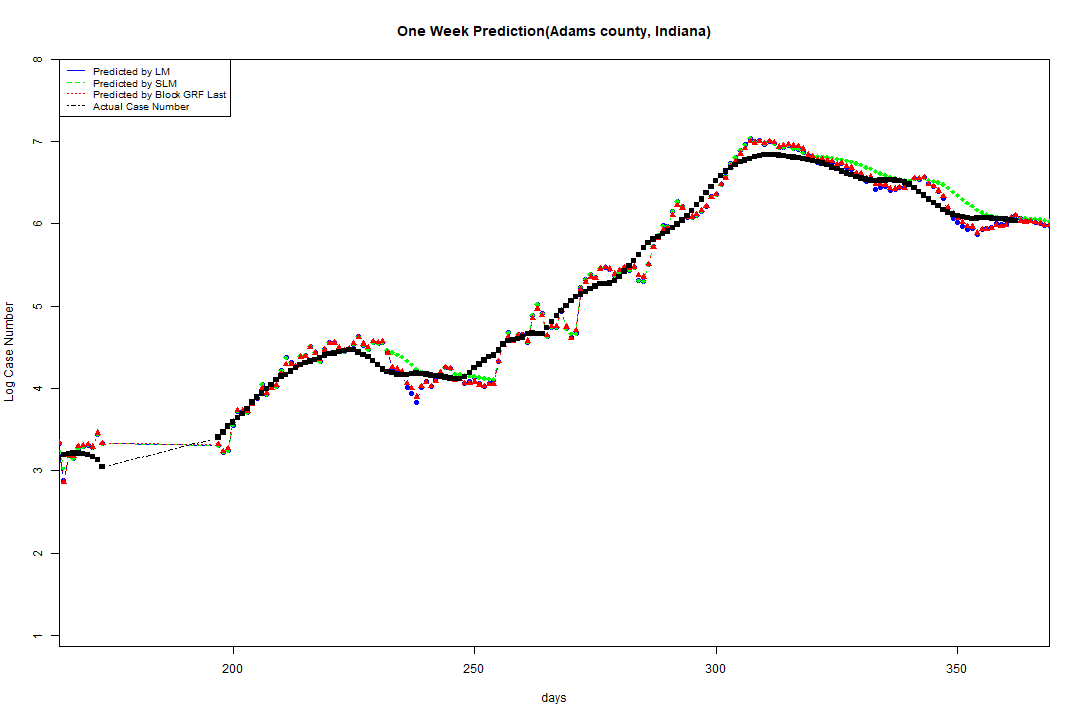 One Week Prediction(Adams county, Indiana)
Predicted by LM
Predicted by SLM
Predicted by Block GRF Last
Actual Case Number
8
7
6
5
4
3
2
1
Log Case Number
200 250 300 350
days